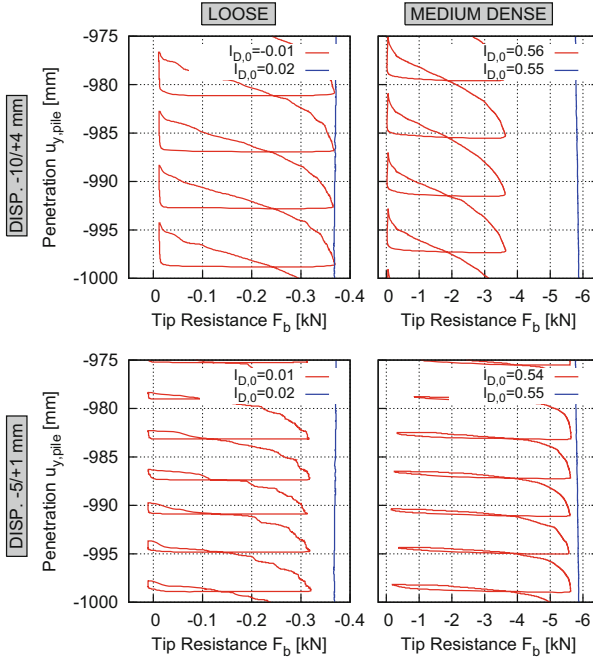 LOOSE
MEDIUM DENSE
DISP. -10/+4 mm
Penetration u_y,pile [mm]
-975
-980
-985
-990
-995
-1000
I_D,0=-0.01
I_D,0=0.02
0 -0.1 -0.2 -0.3 -0.4
Tip Resistance F_b [kN]
I_D,0=0.56
I_D,0=0.55
0 -1 -2 -3 -4 -5 -6
Tip Resistance F_b [kN]
DISP. -5/+1 mm
Penetration u_y,pile [mm]
-975
-980
-985
-990
-995
-1000
I_D,0=0.01
I_D,0=0.02
0 -0.1 -0.2 -0.3 -0.4
Tip Resistance F_b [kN]
I_D,0=0.54
I_D,0=0.55
0 -1 -2 -3 -4 -5 -6
Tip Resistance F_b [kN]